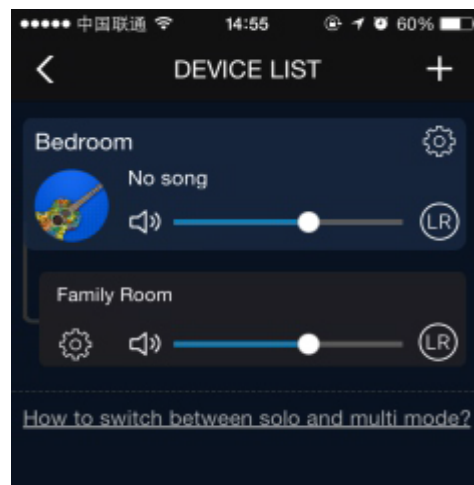 中国联通 14:55 60%
DEVICE LIST
Bedroom
No song
LR
Family Room
LR
How to switch between solo and multi mode?